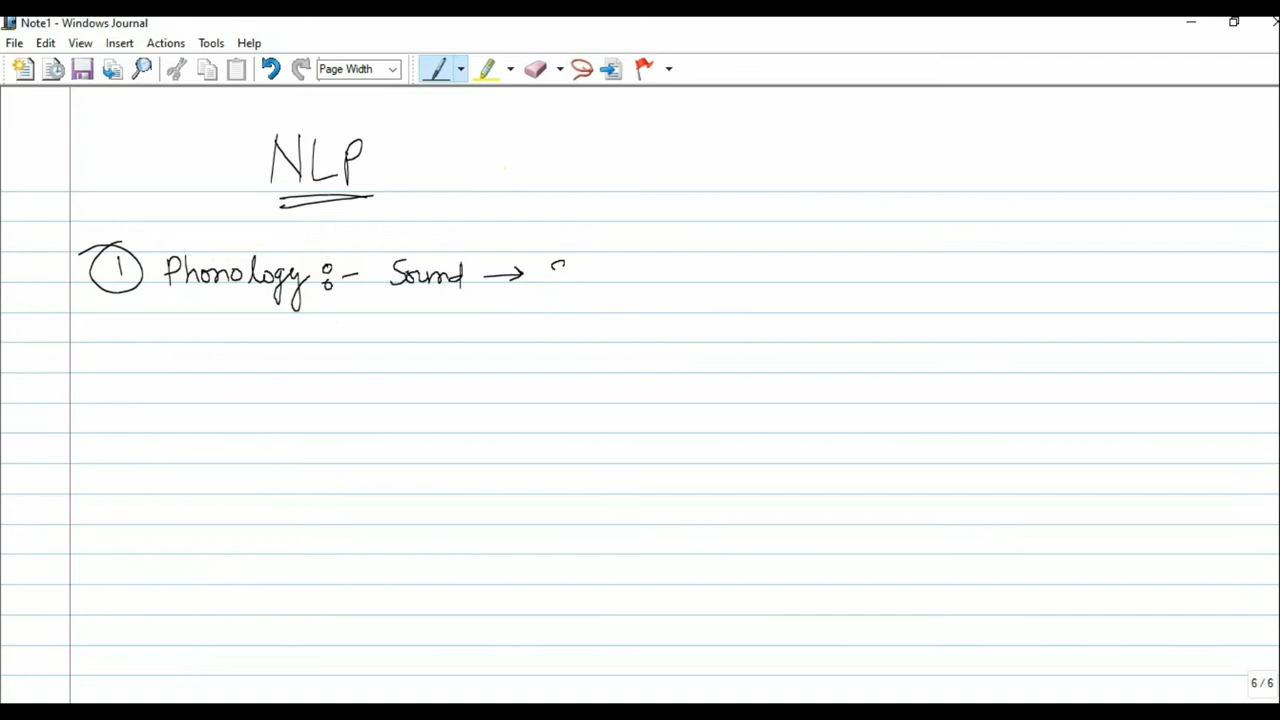 Note1 - Windows Journal
File Edit View Insert Actions Tools Help
Page Width
NLP
1 Phonology :- Sound →
6 / 6